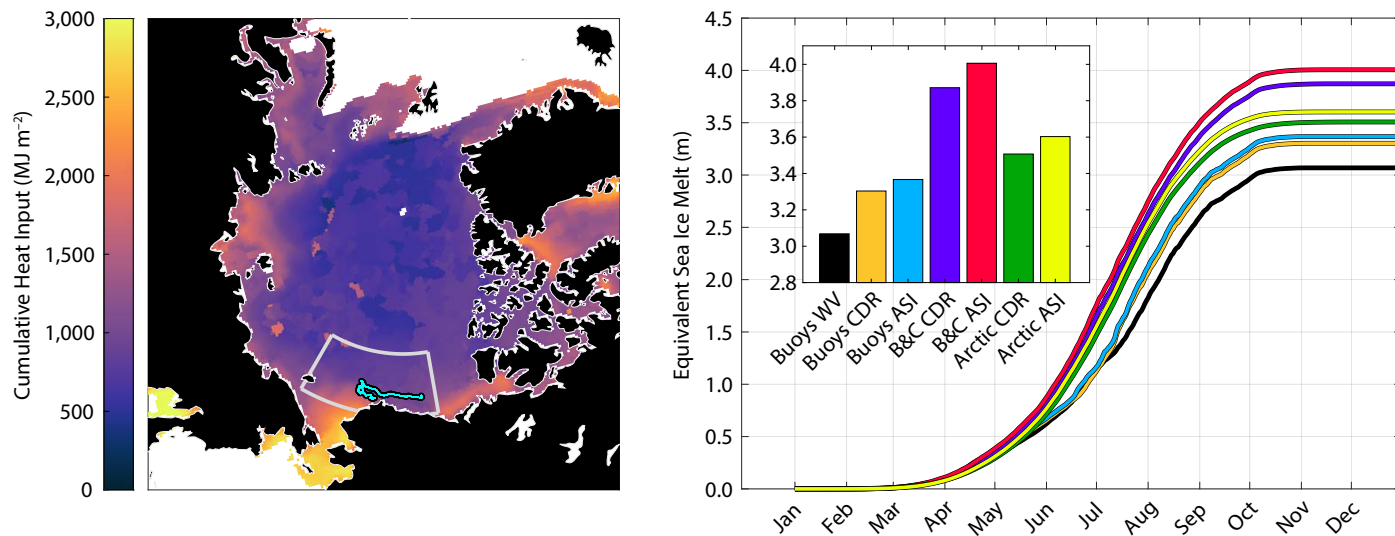 Cumulative Heat Input (MJ m⁻²)
3,000
2,500
2,000
1,500
1,000
500
0
Equivalent Sea Ice Melt (m)
4.5
4.0
3.5
3.0
2.5
2.0
1.5
1.0
0.5
0.0
4.0
3.8
3.6
3.4
3.2
3.0
2.8
Buoys WV
Buoys CDR
Buoys ASI
B&C CDR
B&C ASI
Arctic CDR
Arctic ASI
Jan
Feb
Mar
Apr
May
Jun
Jul
Aug
Sep
Oct
Nov
Dec